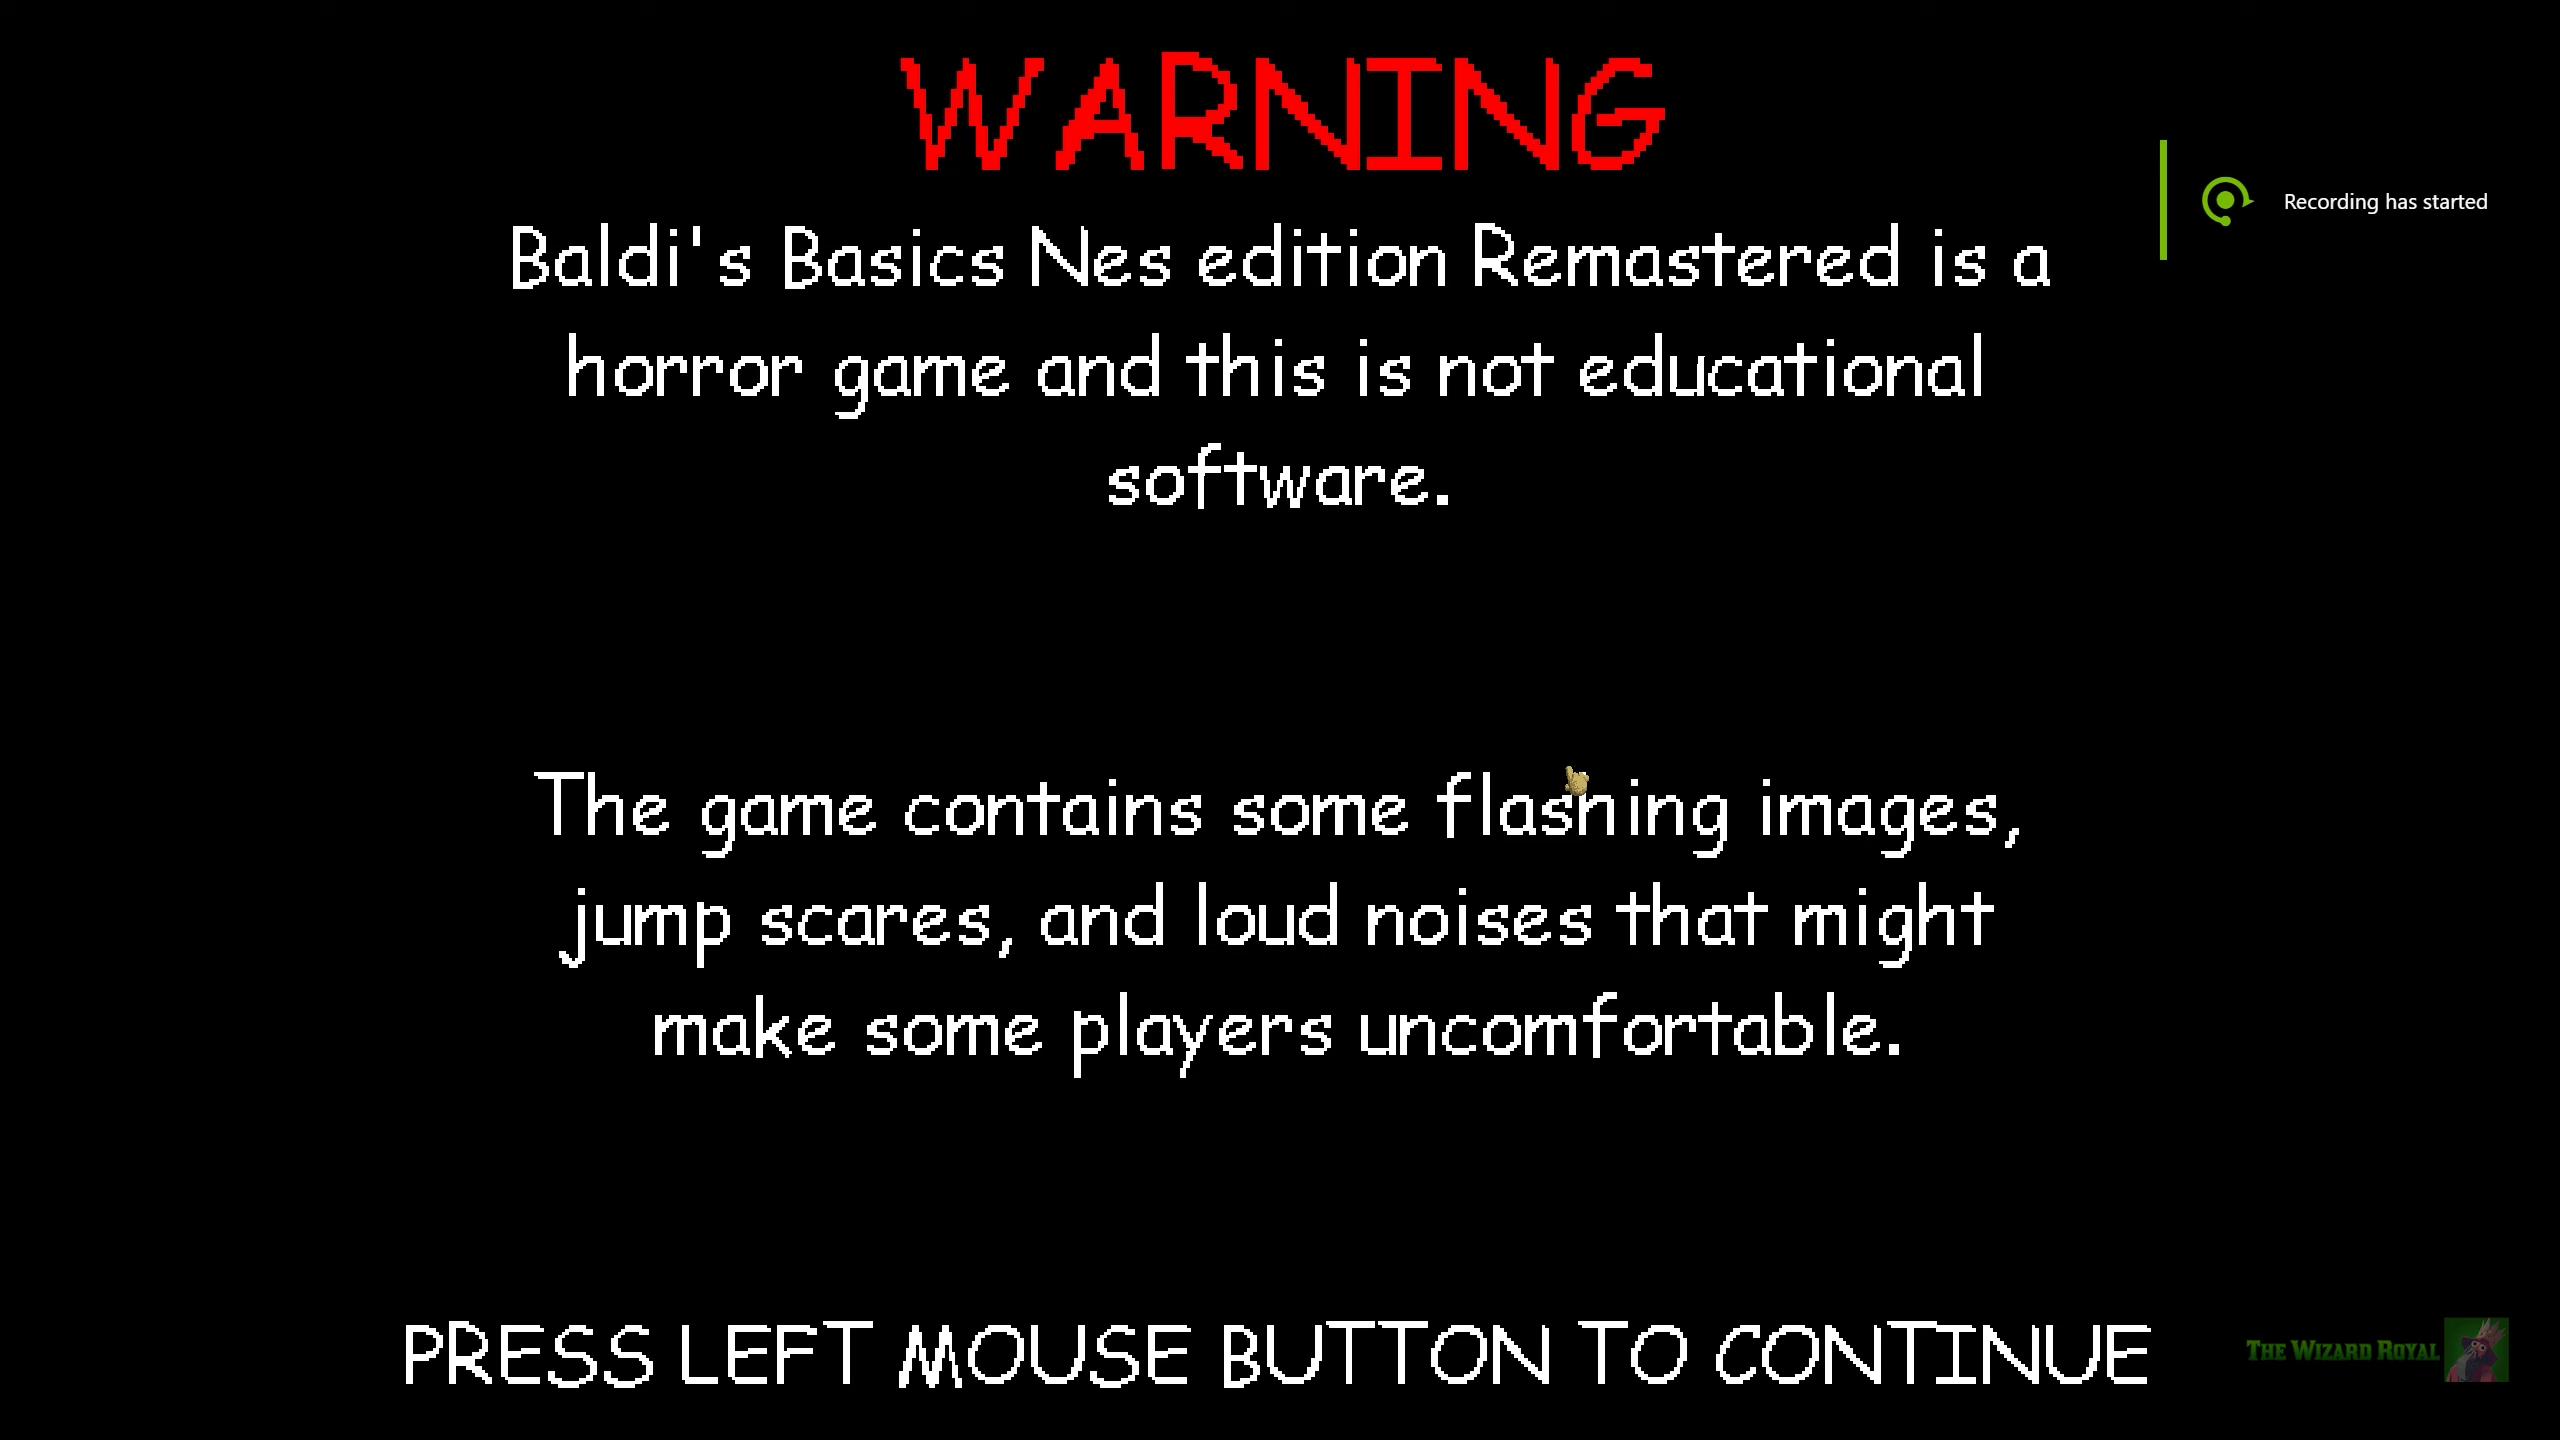 WARNING
Recording has started
Baldi's Basics Nes edition Remastered is a
horror game and this is not educational
software.
The game contains some flashing images,
jump scares, and loud noises that might
make some players uncomfortable.
PRESS LEFT MOUSE BUTTON TO CONTINUE
THE WIZARD ROYAL